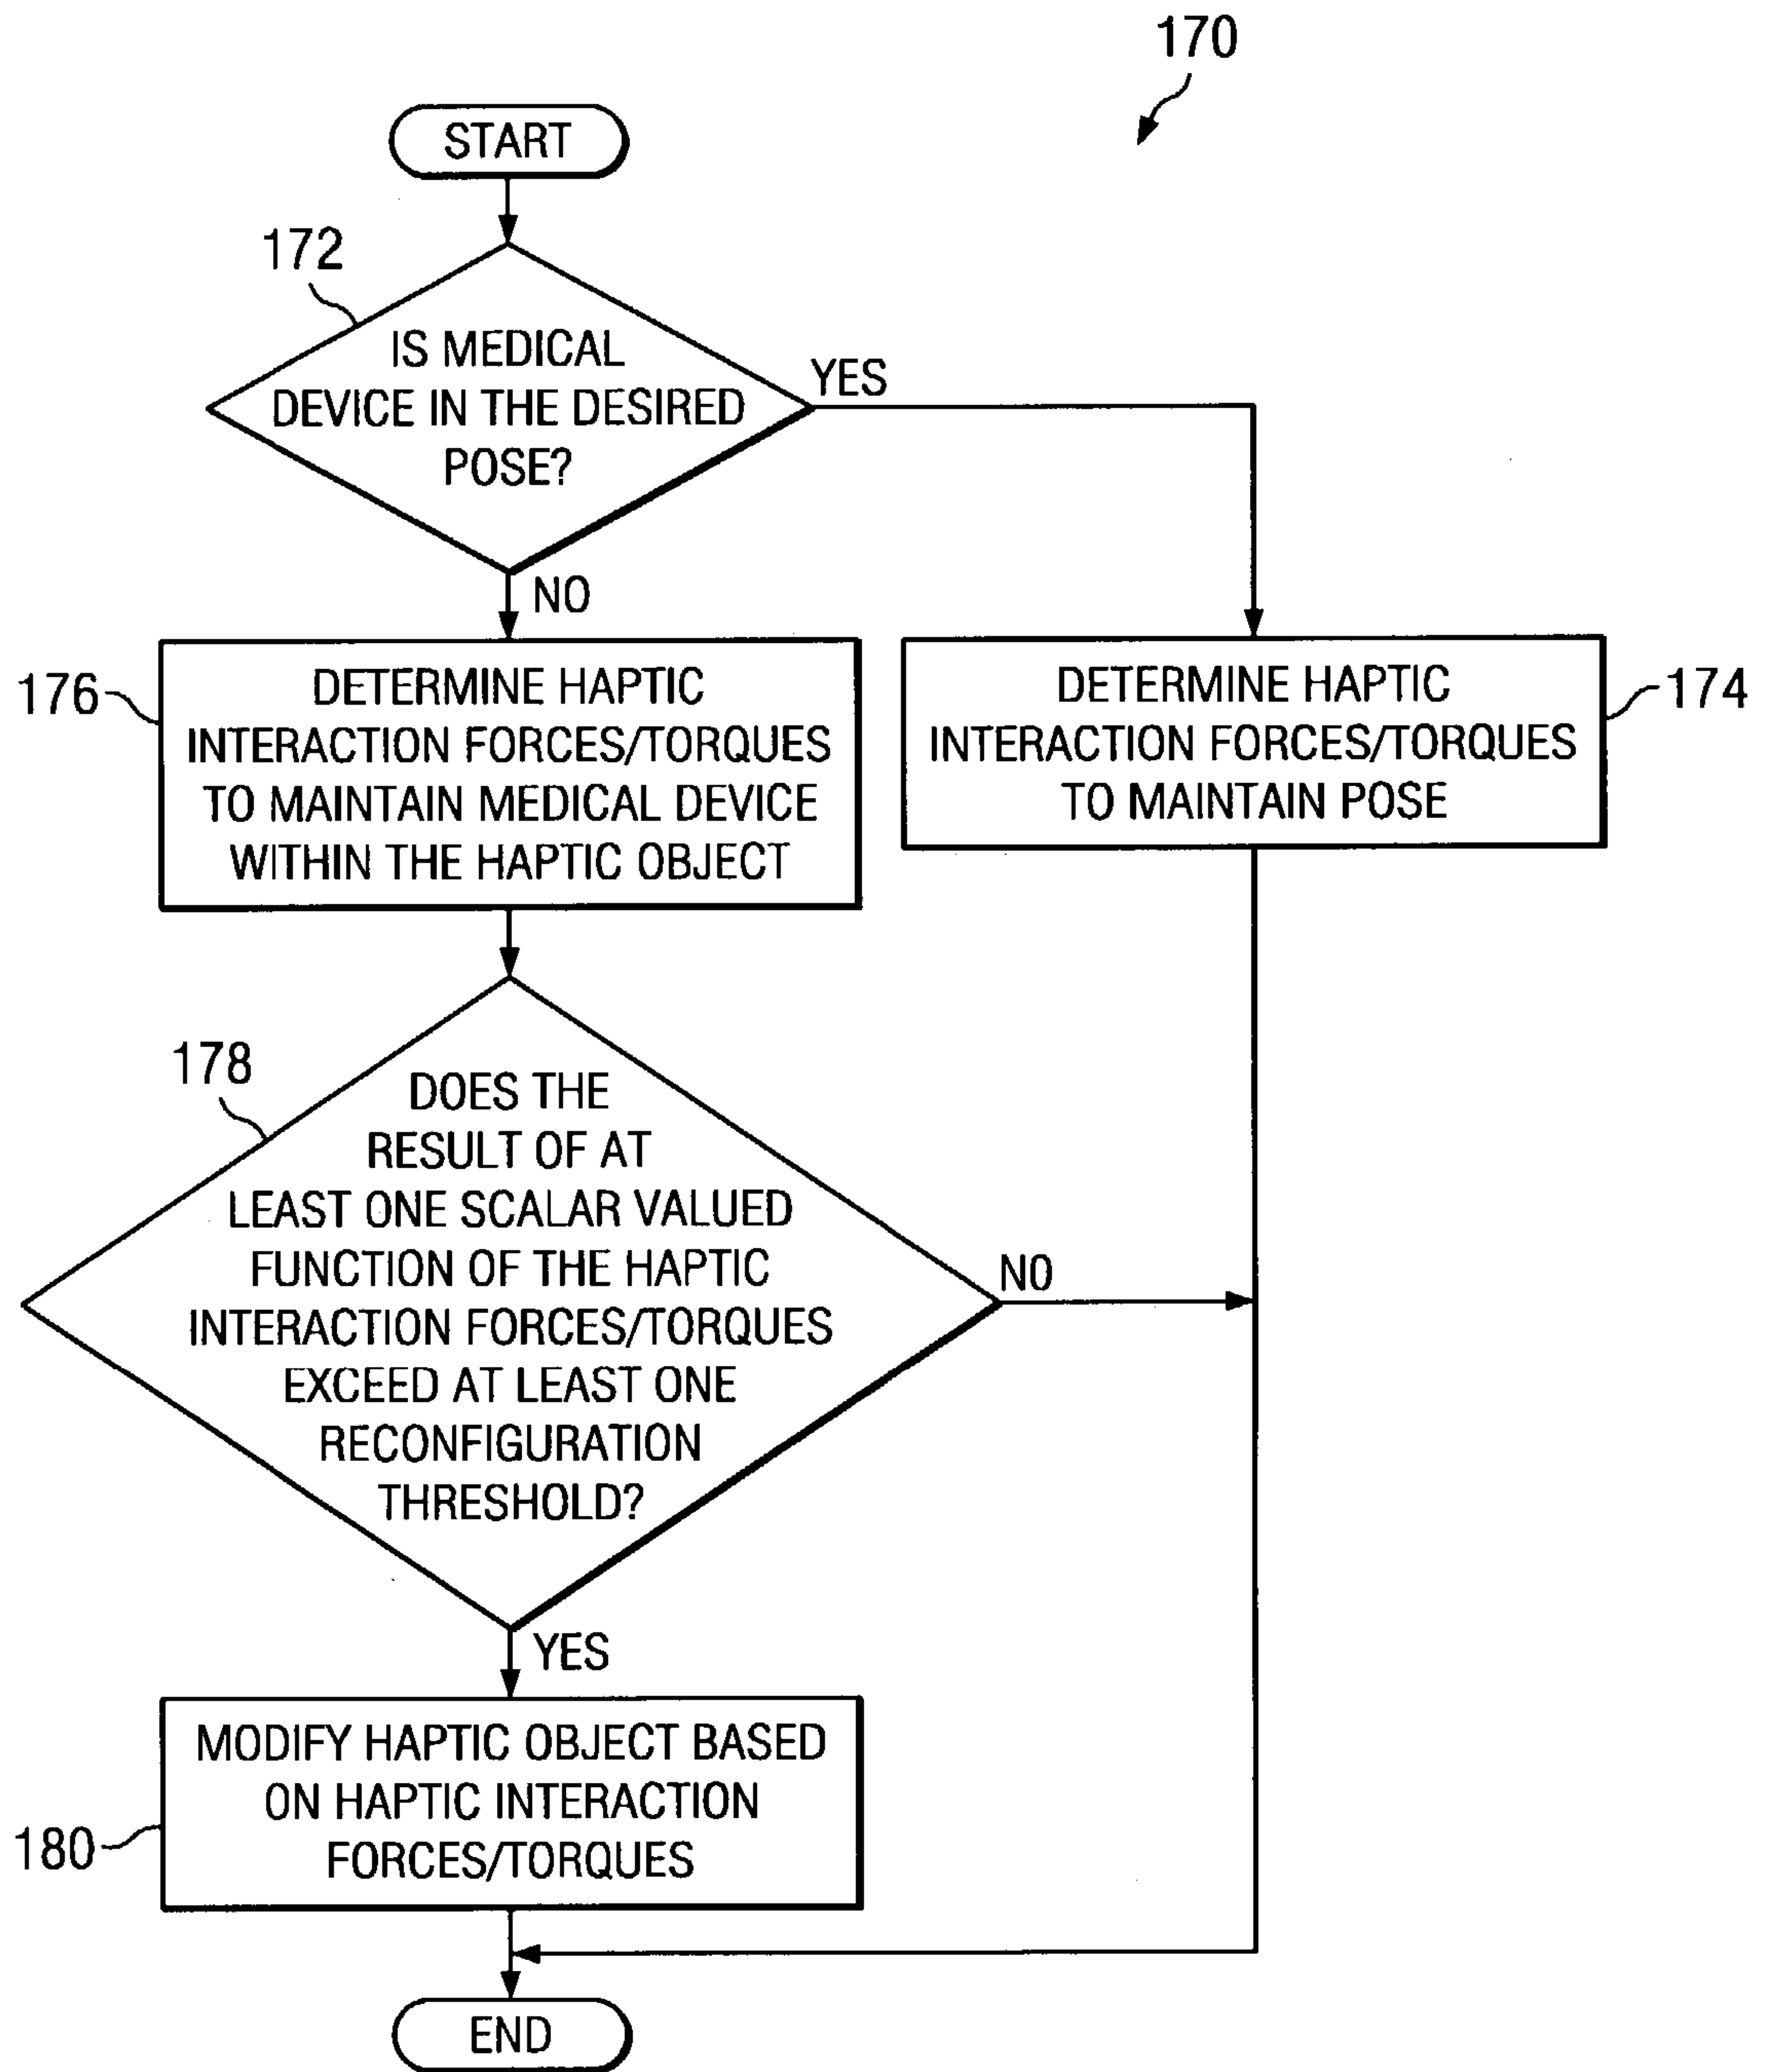 170
START
172
IS MEDICAL
DEVICE IN THE DESIRED
POSE?
YES
NO
176
DETERMINE HAPTIC
INTERACTION FORCES/TORQUES
TO MAINTAIN MEDICAL DEVICE
WITHIN THE HAPTIC OBJECT
DETERMINE HAPTIC
INTERACTION FORCES/TORQUES
TO MAINTAIN POSE
174
178
DOES THE
RESULT OF AT
LEAST ONE SCALAR VALUED
FUNCTION OF THE HAPTIC
INTERACTION FORCES/TORQUES
EXCEED AT LEAST ONE
RECONFIGURATION
THRESHOLD?
NO
YES
MODIFY HAPTIC OBJECT BASED
ON HAPTIC INTERACTION
FORCES/TORQUES
180
END